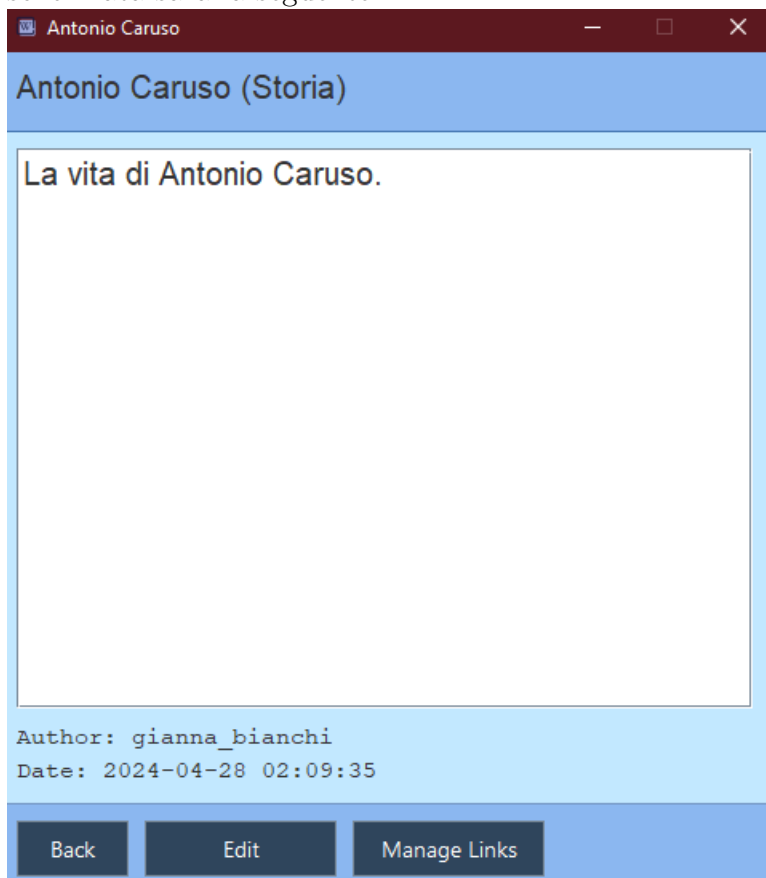 Antonio Caruso
Antonio Caruso (Storia)
La vita di Antonio Caruso.
Author: gianna_bianchi
Date: 2024-04-28 02:09:35
Back Edit Manage Links